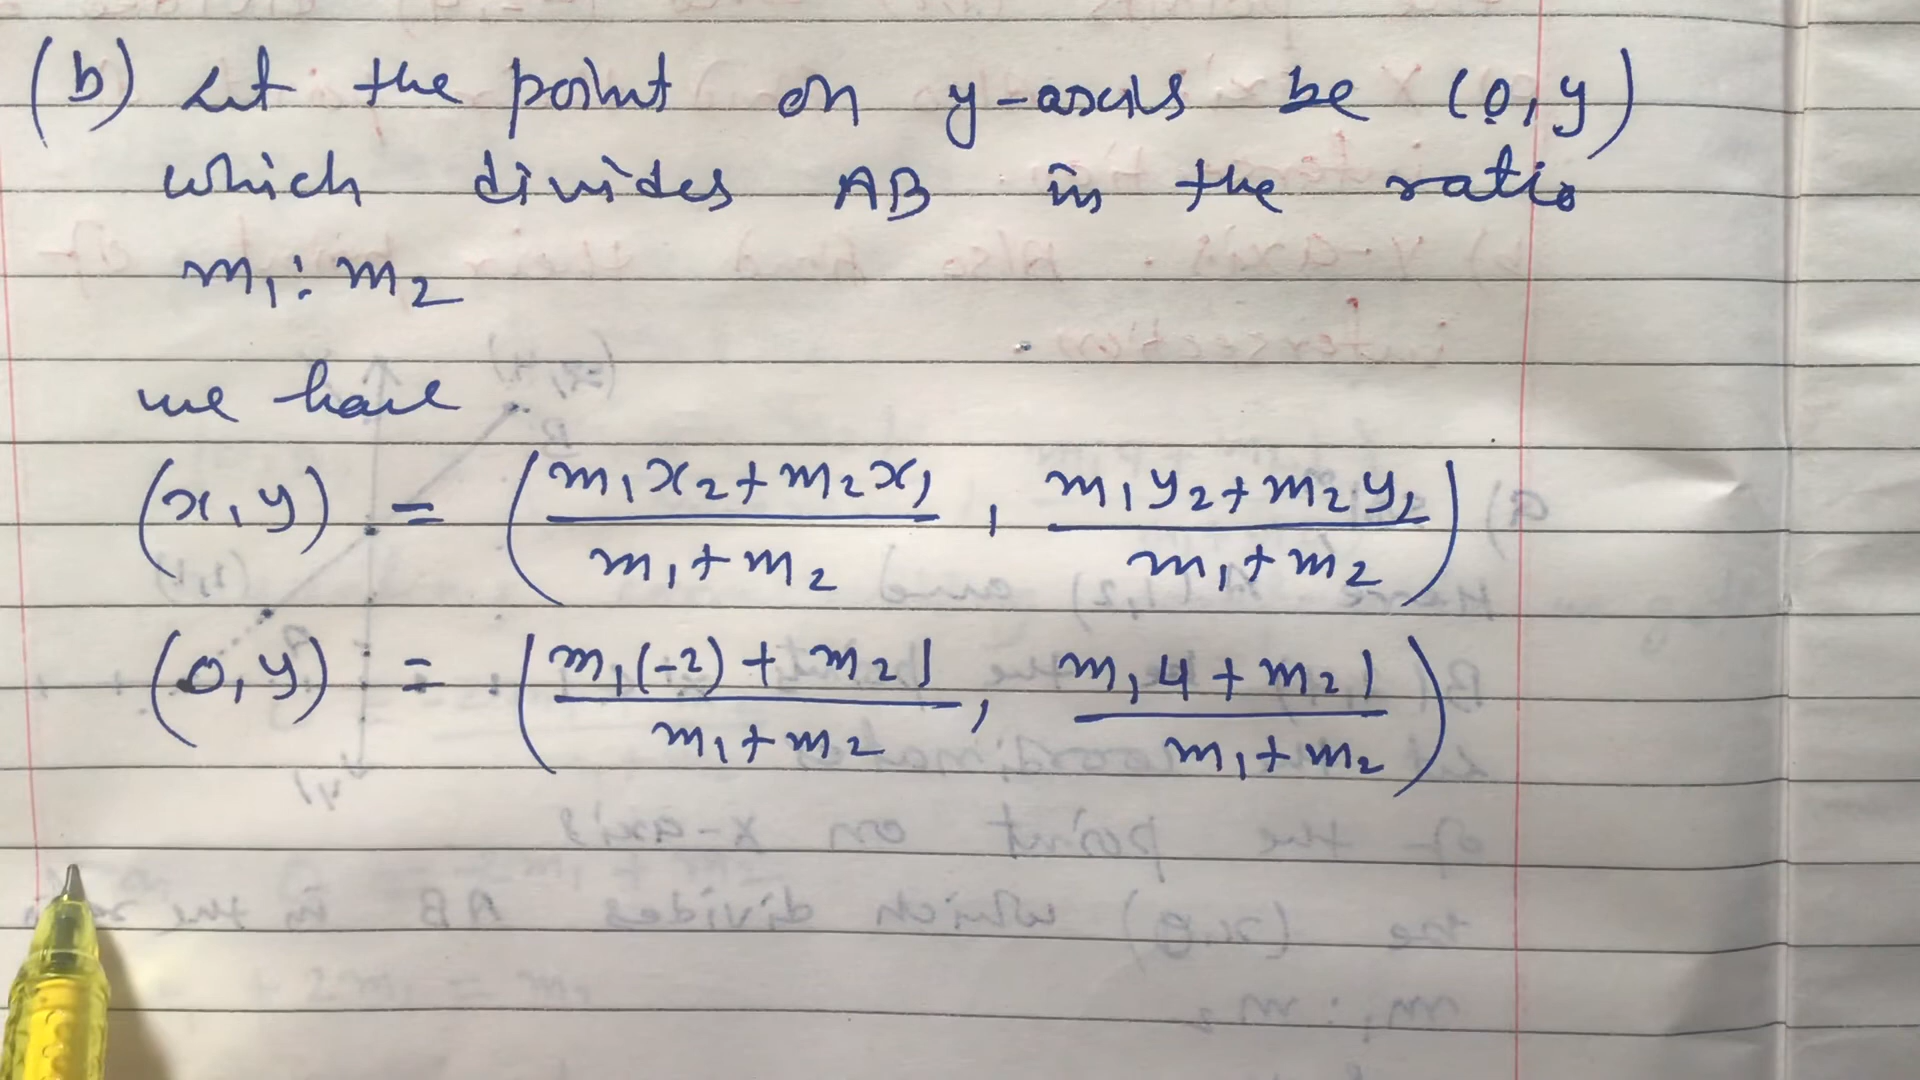 (b) Let the point on y-axis be (0, y)
which divides AB in the ratio
m₁ : m₂
we have
(x, y) = ( (m₁x₂ + m₂x₁)/(m₁ + m₂) , (m₁y₂ + m₂y₁)/(m₁ + m₂) )
(0, y) = ( (m₁(-2) + m₂1)/(m₁ + m₂) , (m₁4 + m₂1)/(m₁ + m₂) )